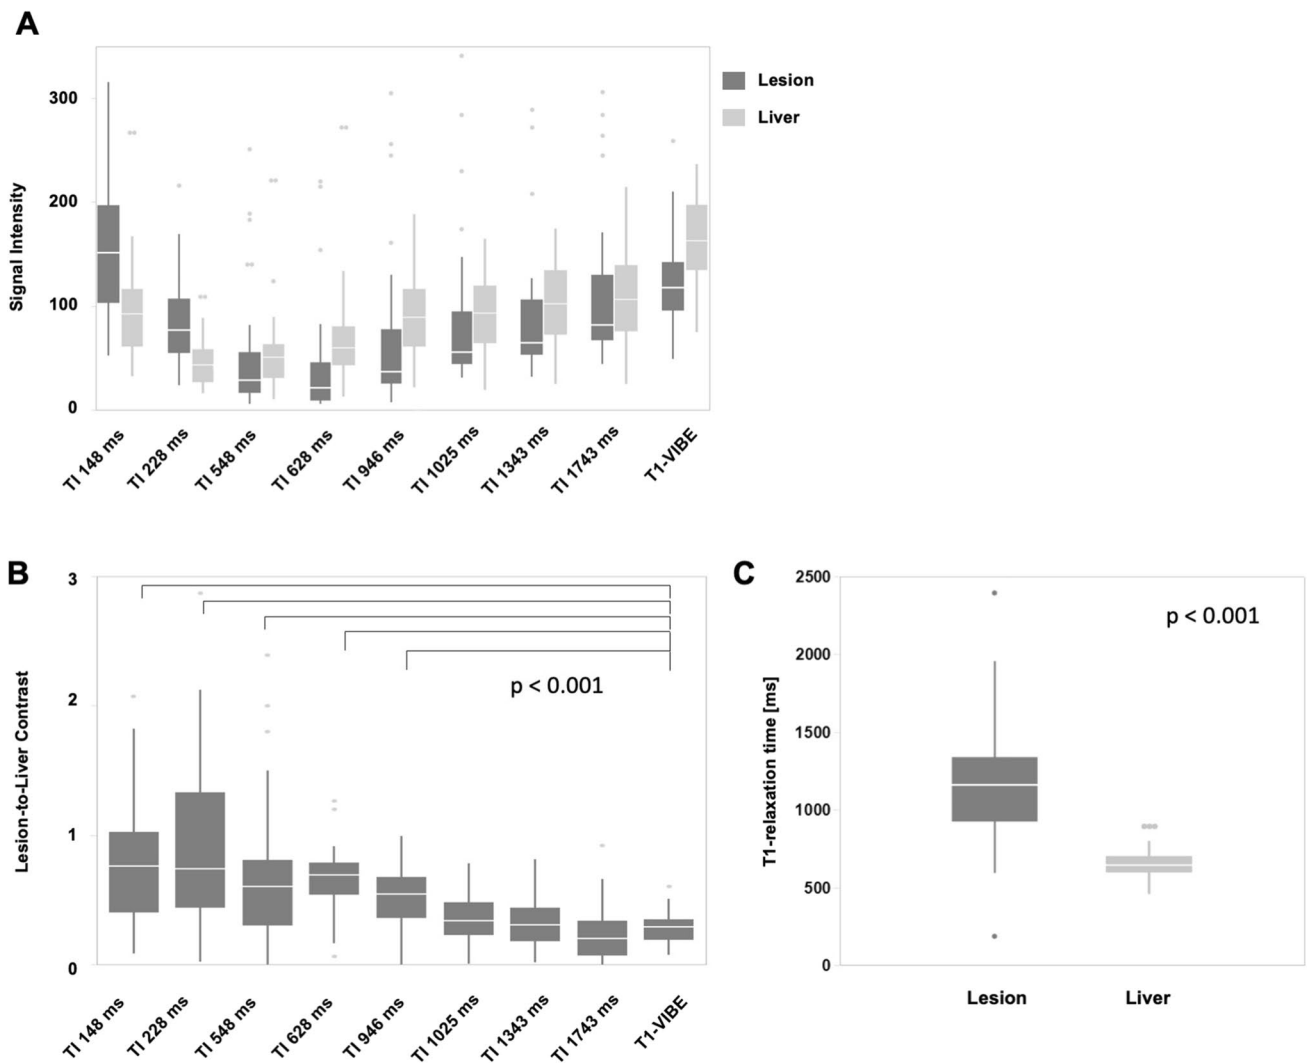 A
Signal Intensity
300
200
100
0
Lesion
Liver
TI 148 ms
TI 228 ms
TI 548 ms
TI 628 ms
TI 946 ms
TI 1025 ms
TI 1343 ms
TI 1743 ms
T1-VIBE
B
Lesion-to-Liver Contrast
3
2
1
0
p < 0.001
TI 148 ms
TI 228 ms
TI 548 ms
TI 628 ms
TI 946 ms
TI 1025 ms
TI 1343 ms
TI 1743 ms
T1-VIBE
C
T1-relaxation time [ms]
2500
2000
1500
1000
500
0
p < 0.001
Lesion
Liver